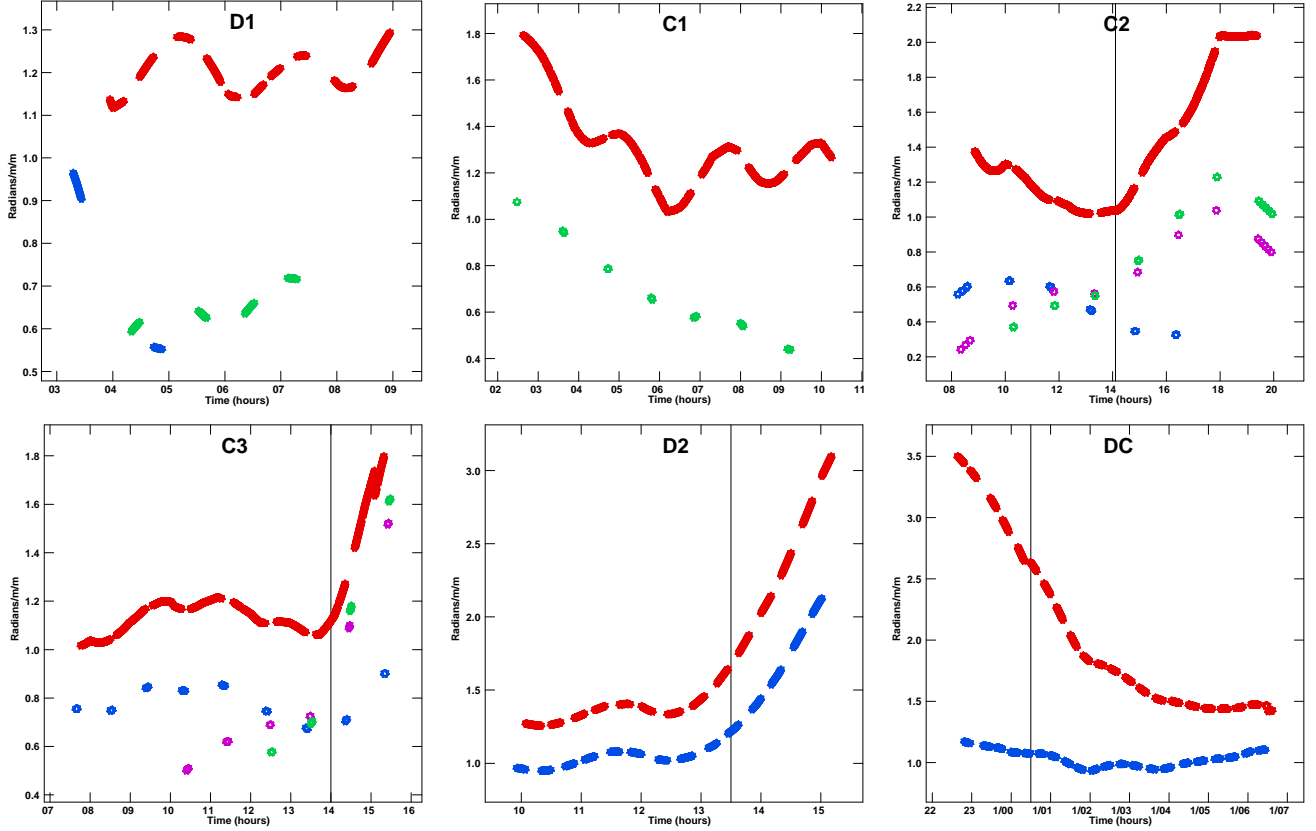 D1
Radians/m/m
1.3
1.2
1.1
1.0
0.9
0.8
0.7
0.6
0.5
03 04 05 06 07 08 09
Time (hours)
C1
Radians/m/m
1.8
1.6
1.4
1.2
1.0
0.8
0.6
0.4
02 03 04 05 06 07 08 09 10 11
Time (hours)
C2
Radians/m/m
2.0
1.8
1.6
1.4
1.2
1.0
0.8
0.6
0.4
0.2
08 10 12 14 16 18 20
Time (hours)
C3
Radians/m/m
1.8
1.6
1.4
1.2
1.0
0.8
0.6
0.4
07 08 09 10 11 12 13 14 15 16
Time (hours)
D2
Radians/m/m
3.0
2.5
2.0
1.5
1.0
10 11 12 13 14 15
Time (hours)
DC
Radians/m/m
3.5
3.0
2.5
2.0
1.5
1.0
22 23 1/00 1/01 1/02 1/03 1/04 1/05 1/06 1/07
Time (hours)